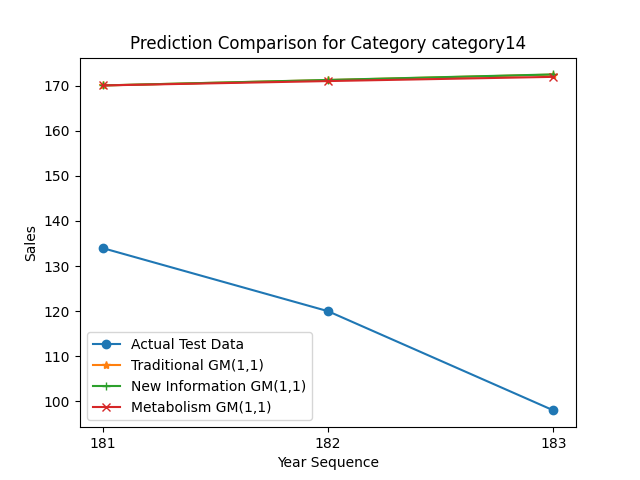 Prediction Comparison for Category category14
170
160
150
140
130
120
110
100
Sales
Actual Test Data
Traditional GM(1,1)
New Information GM(1,1)
Metabolism GM(1,1)
181
182
183
Year Sequence